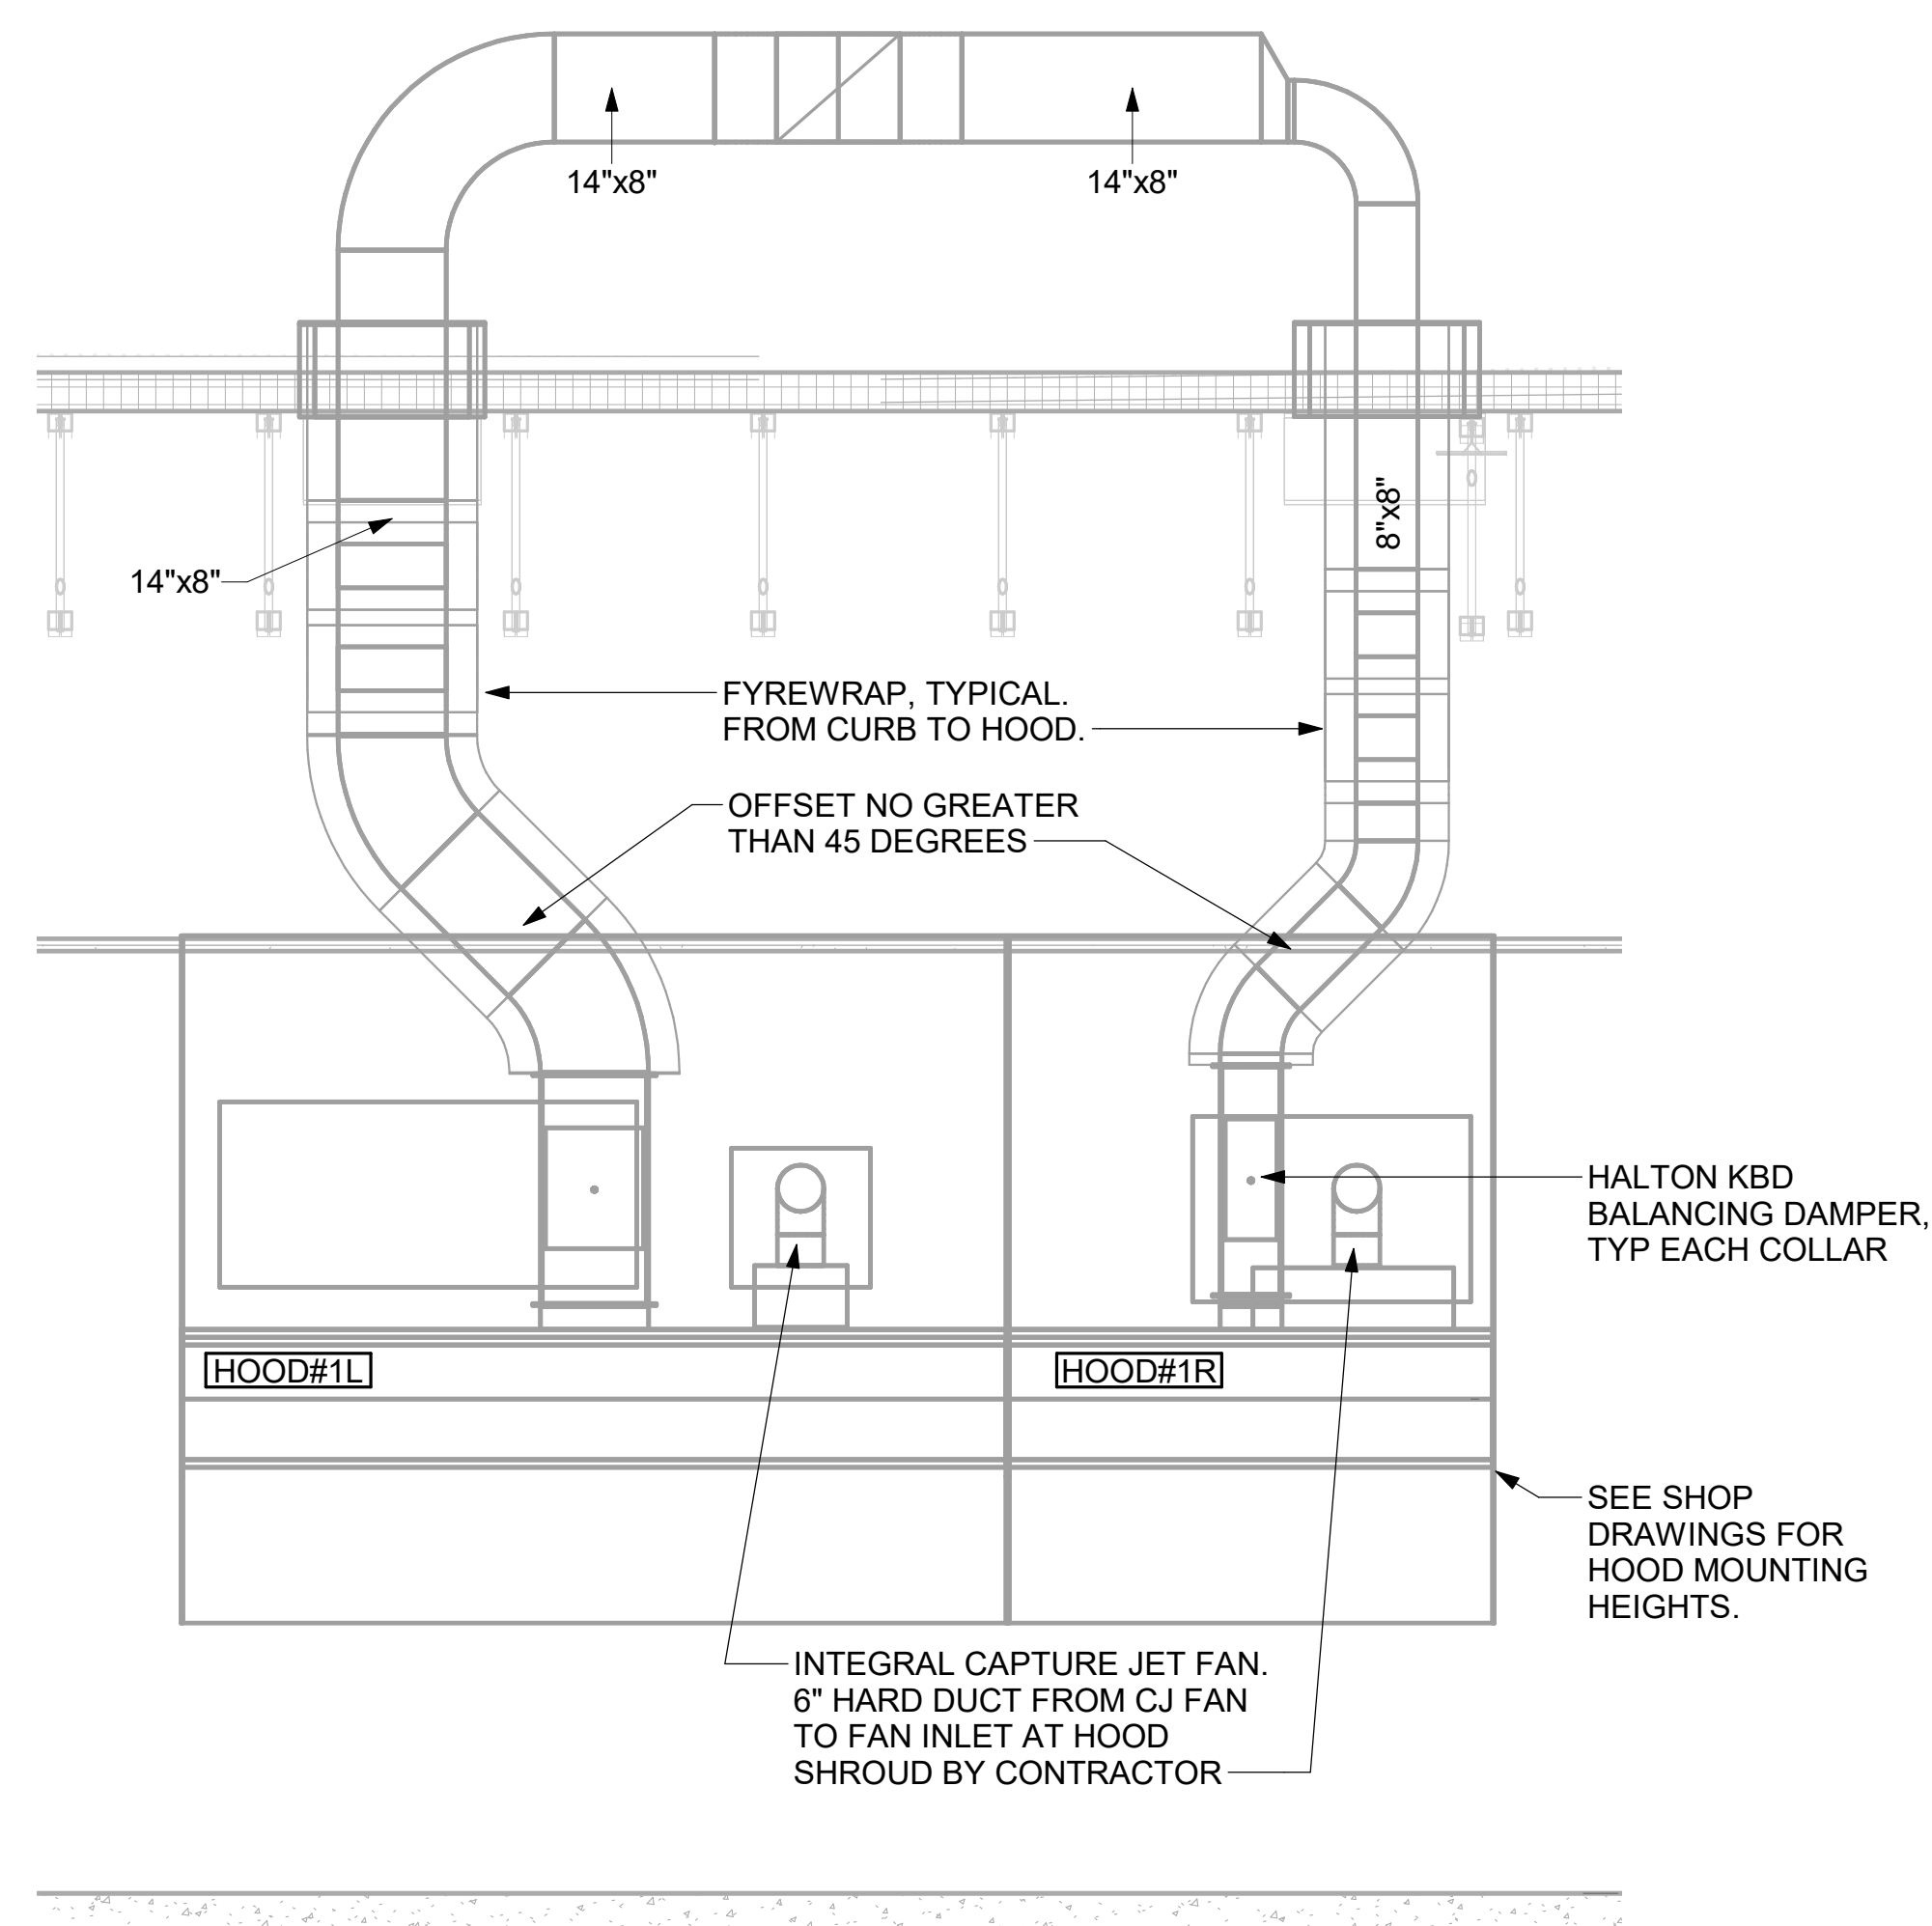 14"x8"
14"x8"
8"x8"
14"x8"
FYREWRAP, TYPICAL.
FROM CURB TO HOOD.
OFFSET NO GREATER
THAN 45 DEGREES
HALTON KBD
BALANCING DAMPER,
TYP EACH COLLAR
HOOD#1L
HOOD#1R
SEE SHOP
DRAWINGS FOR
HOOD MOUNTING
HEIGHTS.
INTEGRAL CAPTURE JET FAN.
6" HARD DUCT FROM CJ FAN
TO FAN INLET AT HOOD
SHROUD BY CONTRACTOR